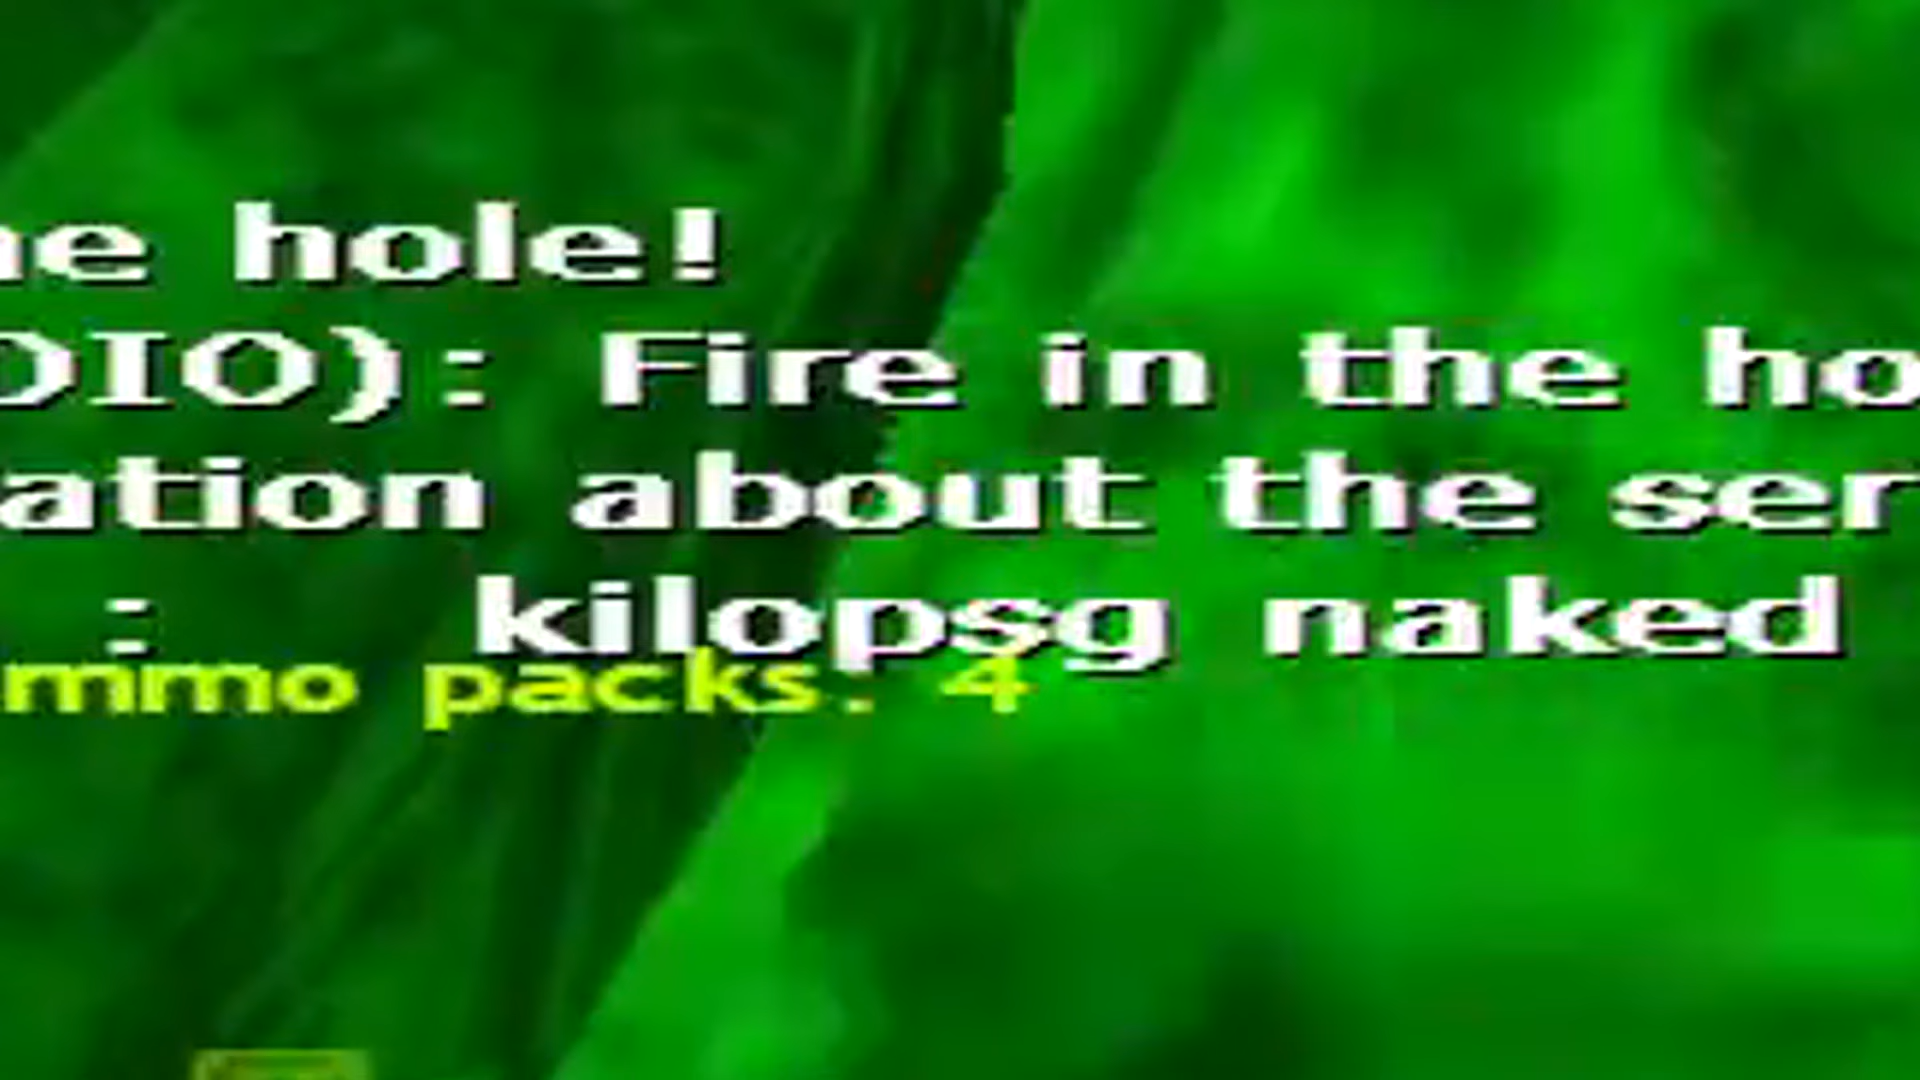 he hole!
DIO): Fire in the ho
ation about the ser
: kilopsg naked
mmo packs. 4